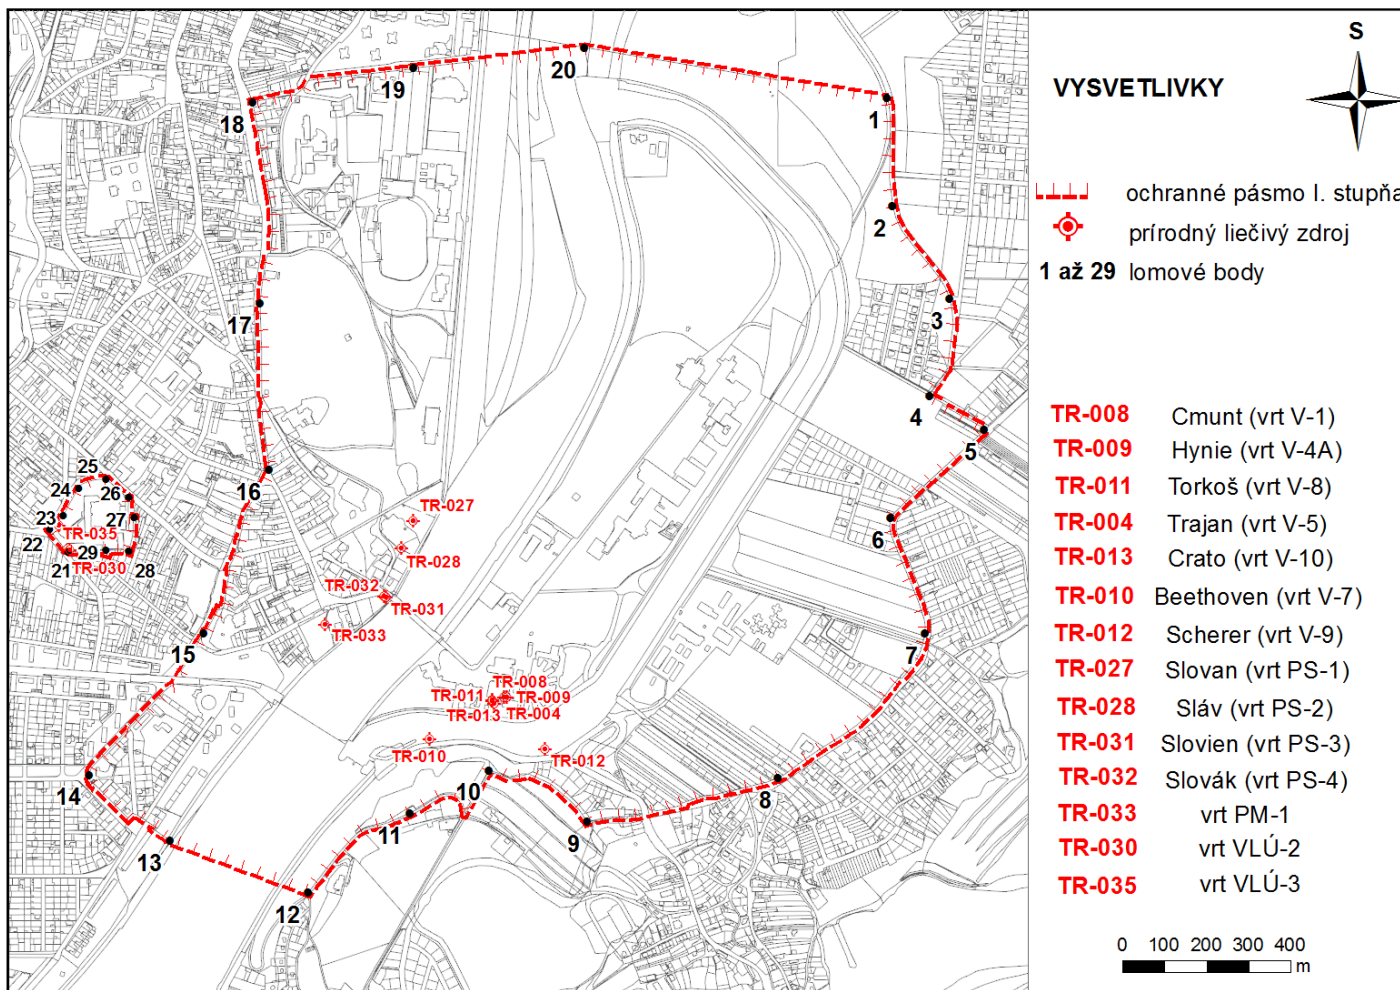 S
VYSVETLIVKY
ochranné pásmo I. stupňa
prírodný liečivý zdroj
1 až 29 lomové body
TR-008 Cmunt (vrt V-1)
TR-009 Hynie (vrt V-4A)
TR-011 Torkoš (vrt V-8)
TR-004 Trajan (vrt V-5)
TR-013 Crato (vrt V-10)
TR-010 Beethoven (vrt V-7)
TR-012 Scherer (vrt V-9)
TR-027 Slovan (vrt PS-1)
TR-028 Sláv (vrt PS-2)
TR-031 Slovien (vrt PS-3)
TR-032 Slovák (vrt PS-4)
TR-033 vrt PM-1
TR-030 vrt VLÚ-2
TR-035 vrt VLÚ-3
0 100 200 300 400
m
20
19
18
1
2
17
3
4
5
16
25
24
26
23
27
TR-035
22
29
21
TR-030
28
TR-027
TR-028
TR-032
TR-031
TR-033
6
7
15
TR-008
TR-011
TR-009
TR-013
TR-004
TR-010
TR-012
14
10
8
11
9
13
12